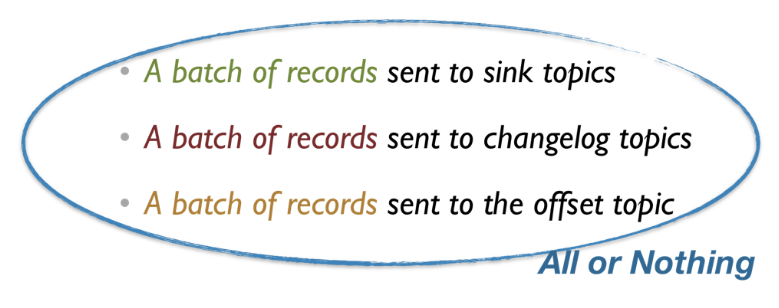 • A batch of records sent to sink topics
• A batch of records sent to changelog topics
• A batch of records sent to the offset topic
All or Nothing